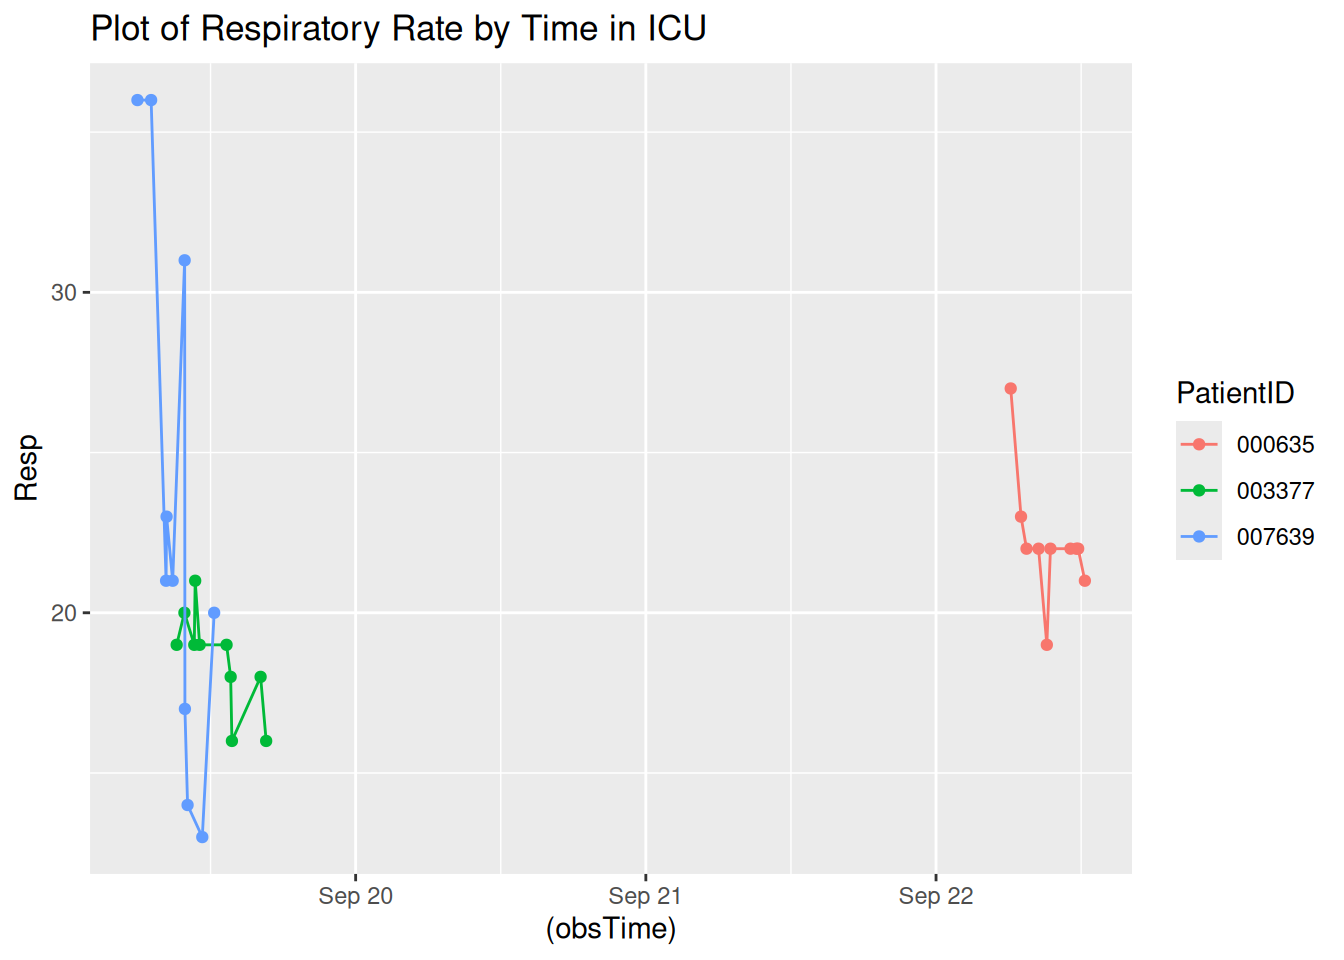 Plot of Respiratory Rate by Time in ICU
Resp
30
20
Sep 20
Sep 21
Sep 22
(obsTime)
PatientID
000635
003377
007639